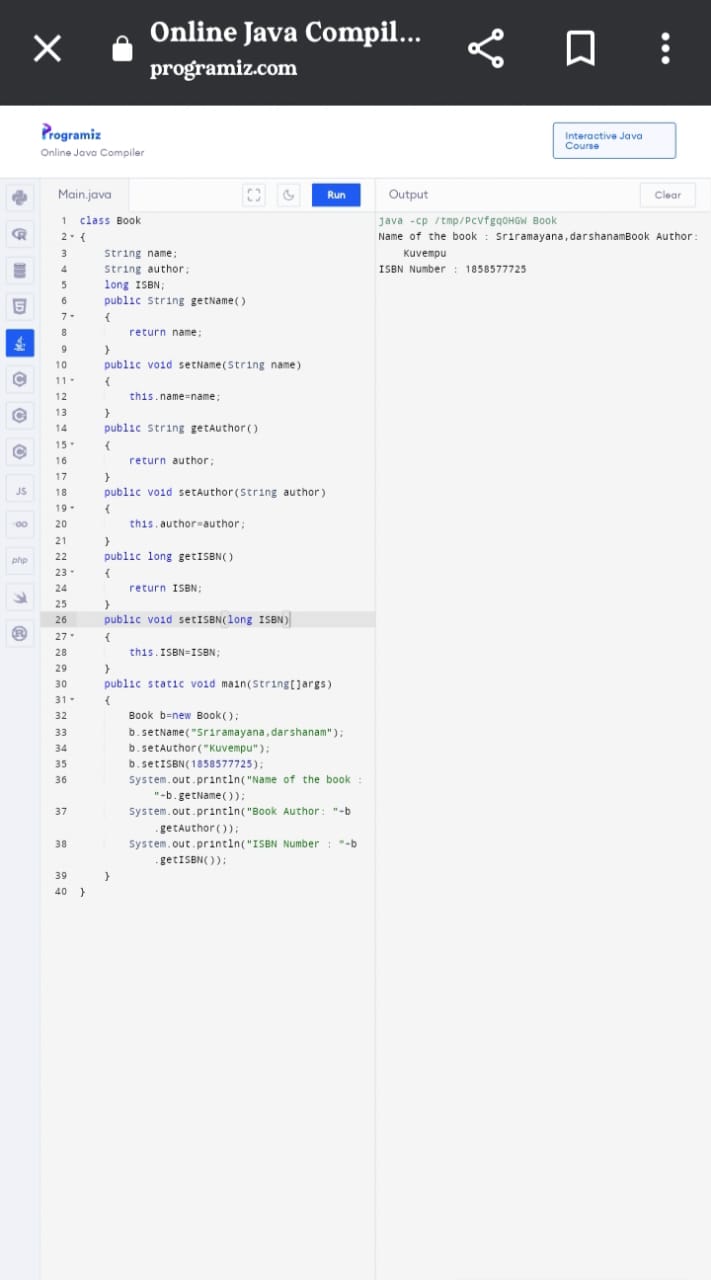 Online Java Compil...
programiz.com
Programiz
Online Java Compiler
Interactive Java
Course
Main.java
Run
Output
Clear
1 class Book
2 {
3 String name;
4 String author;
5 long ISBN;
6 public String getName()
7 {
8 return name;
9 }
10 public void setName(String name)
11 {
12 this.name=name;
13 }
14 public String getAuthor()
15 {
16 return author;
17 }
18 public void setAuthor(String author)
19 {
20 this.author=author;
21 }
22 public long getISBN()
23 {
24 return ISBN;
25 }
26 public void setISBN(long ISBN)
27 {
28 this.ISBN=ISBN;
29 }
30 public static void main(String[]args)
31 {
32 Book b=new Book();
33 b.setName("Sriramayana,darshanam");
34 b.setAuthor("Kuvempu");
35 b.setISBN(1858577725);
36 System.out.println("Name of the book :
"+b.getName());
37 System.out.println("Book Author: "+b
.getAuthor());
38 System.out.println("ISBN Number : "+b
.getISBN());
39 }
40 }
java -cp /tmp/PcVfgqOHGW Book
Name of the book : Sriramayana,darshanamBook Author:
Kuvempu
ISBN Number : 1858577725
JS
GO
php